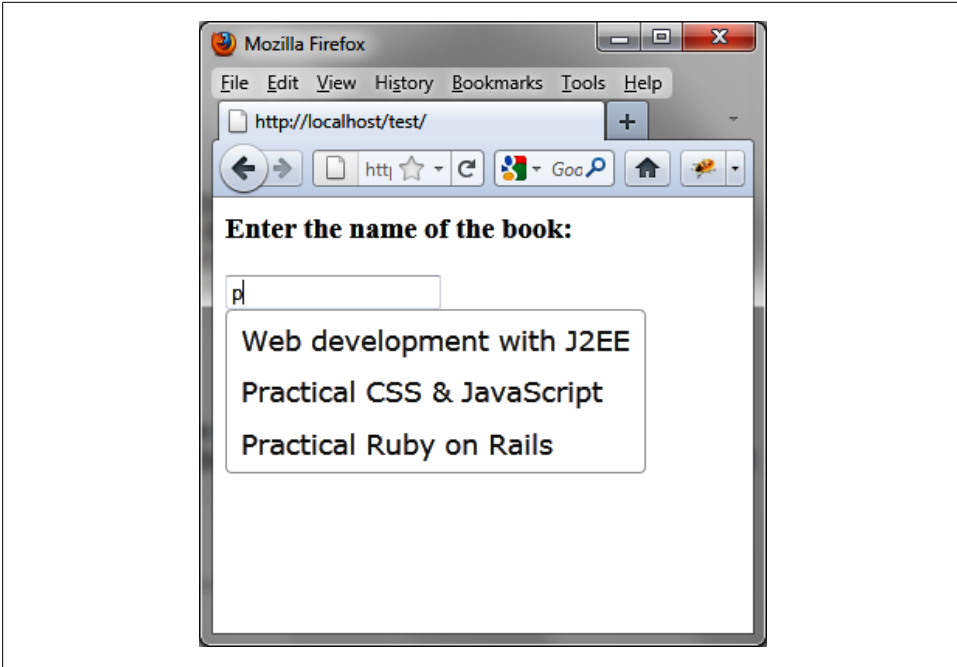 Mozilla Firefox
File Edit View History Bookmarks Tools Help
http://localhost/test/
htt Goo
Enter the name of the book:
p
Web development with J2EE
Practical CSS & JavaScript
Practical Ruby on Rails